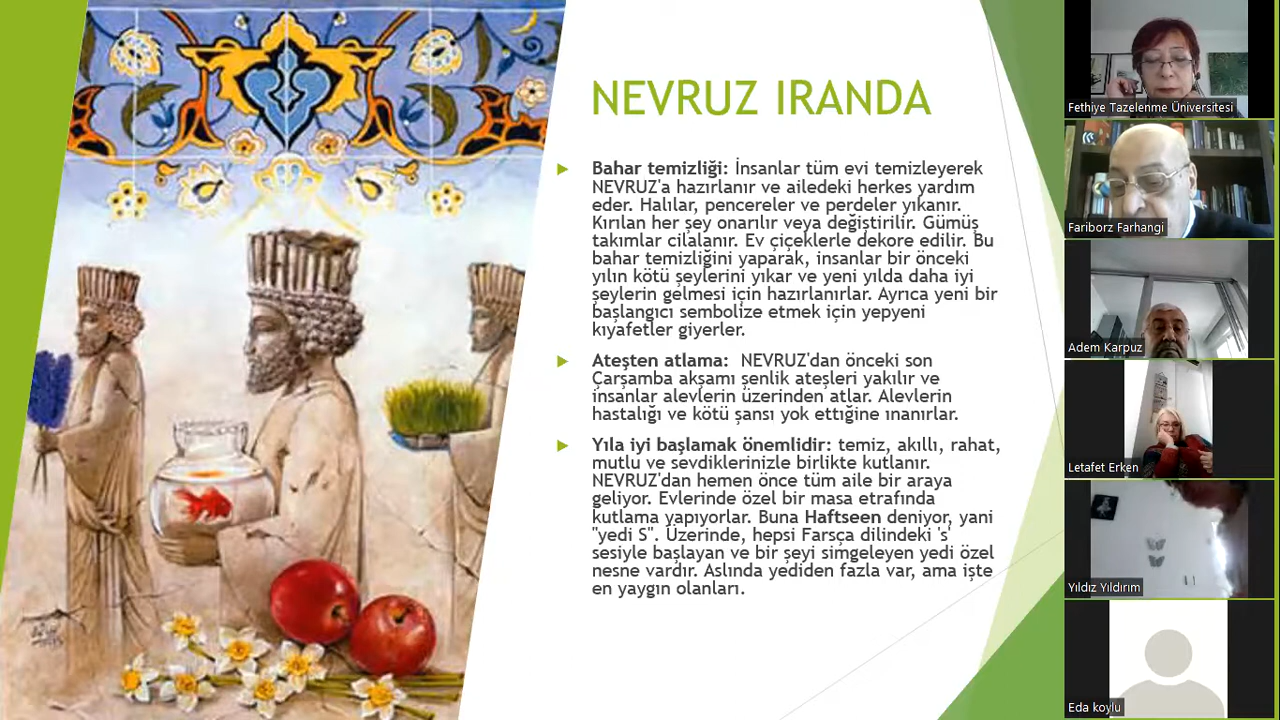 NEVRUZ IRANDA
Bahar temizliği: İnsanlar tüm evi temizleyerek
NEVRUZ'a hazırlanır ve ailedeki herkes yardım
eder. Halılar, pencereler ve perdeler yıkanır.
Kırılan her şey onarılır veya değiştirilir. Gümüş
takımlar cilalanır. Ev çiçeklerle dekore edilir. Bu
bahar temizliğini yaparak, insanlar bir önceki
yılın kötü şeylerini yıkar ve yeni yılda daha iyi
şeylerin gelmesi için hazırlanırlar. Ayrıca yeni bir
başlangıcı sembolize etmek için yepyeni
kıyafetler giyerler.
Ateşten atlama: NEVRUZ'dan önceki son
Çarşamba akşamı şenlik ateşleri yakılır ve
insanlar alevlerin üzerinden atlar. Alevlerin
hastalığı ve kötü şansı yok ettiğine inanırlar.
Yıla iyi başlamak önemlidir: temiz, akıllı, rahat,
mutlu ve sevdiklerinizle birlikte kutlanır.
NEVRUZ'dan hemen önce tüm aile bir araya
geliyor. Evlerinde özel bir masa etrafında
kutlama yapıyorlar. Buna Haftseen deniyor, yani
"yedi S". Üzerinde, hepsi Farsça dilindeki 's'
sesiyle başlayan ve bir şeyi simgeleyen yedi özel
nesne vardır. Aslında yediden fazla var, ama işte
en yaygın olanları.
Fethiye Tazelenme Üniversitesi
Fariborz Farhangi
Adem Karpuz
Letafet Erken
Yıldız Yıldırım
Eda koylu